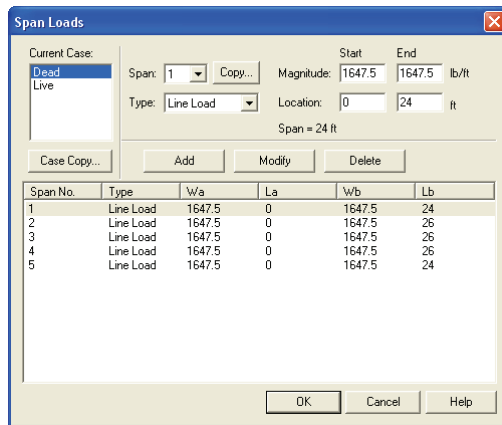 Span Loads
Current Case:
Dead
Live
Case Copy...
Span: 1 Copy...
Type: Line Load
Start End
Magnitude: 1647.5 1647.5 lb/ft
Location: 0 24 ft
Span = 24 ft
Add Modify Delete
Span No. Type Wa La Wb Lb
1 Line Load 1647.5 0 1647.5 24
2 Line Load 1647.5 0 1647.5 26
3 Line Load 1647.5 0 1647.5 26
4 Line Load 1647.5 0 1647.5 26
5 Line Load 1647.5 0 1647.5 24
OK Cancel Help